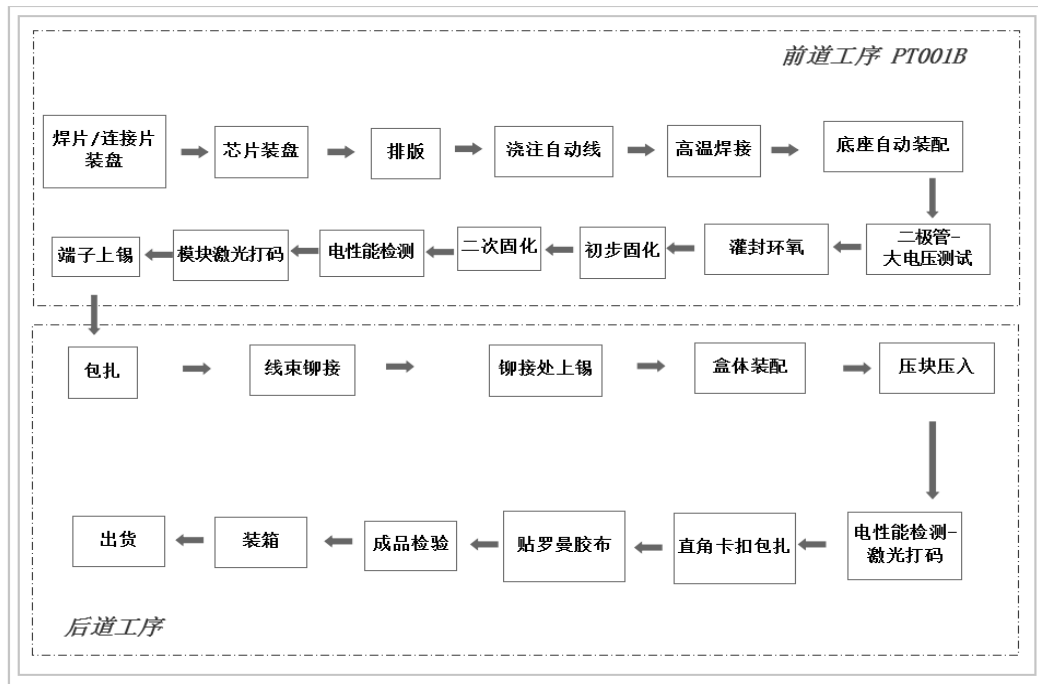 前道工序 PT001B
焊片/连接片
装盘
芯片装盘
排版
浇注自动线
高温焊接
底座自动装配
二极管-
大电压测试
灌封环氧
初步固化
二次固化
电性能检测
模块激光打码
端子上锡
包扎
线束铆接
铆接处上锡
盒体装配
压块压入
电性能检测-
激光打码
直角卡扣包扎
贴罗曼胶布
成品检验
装箱
出货
后道工序